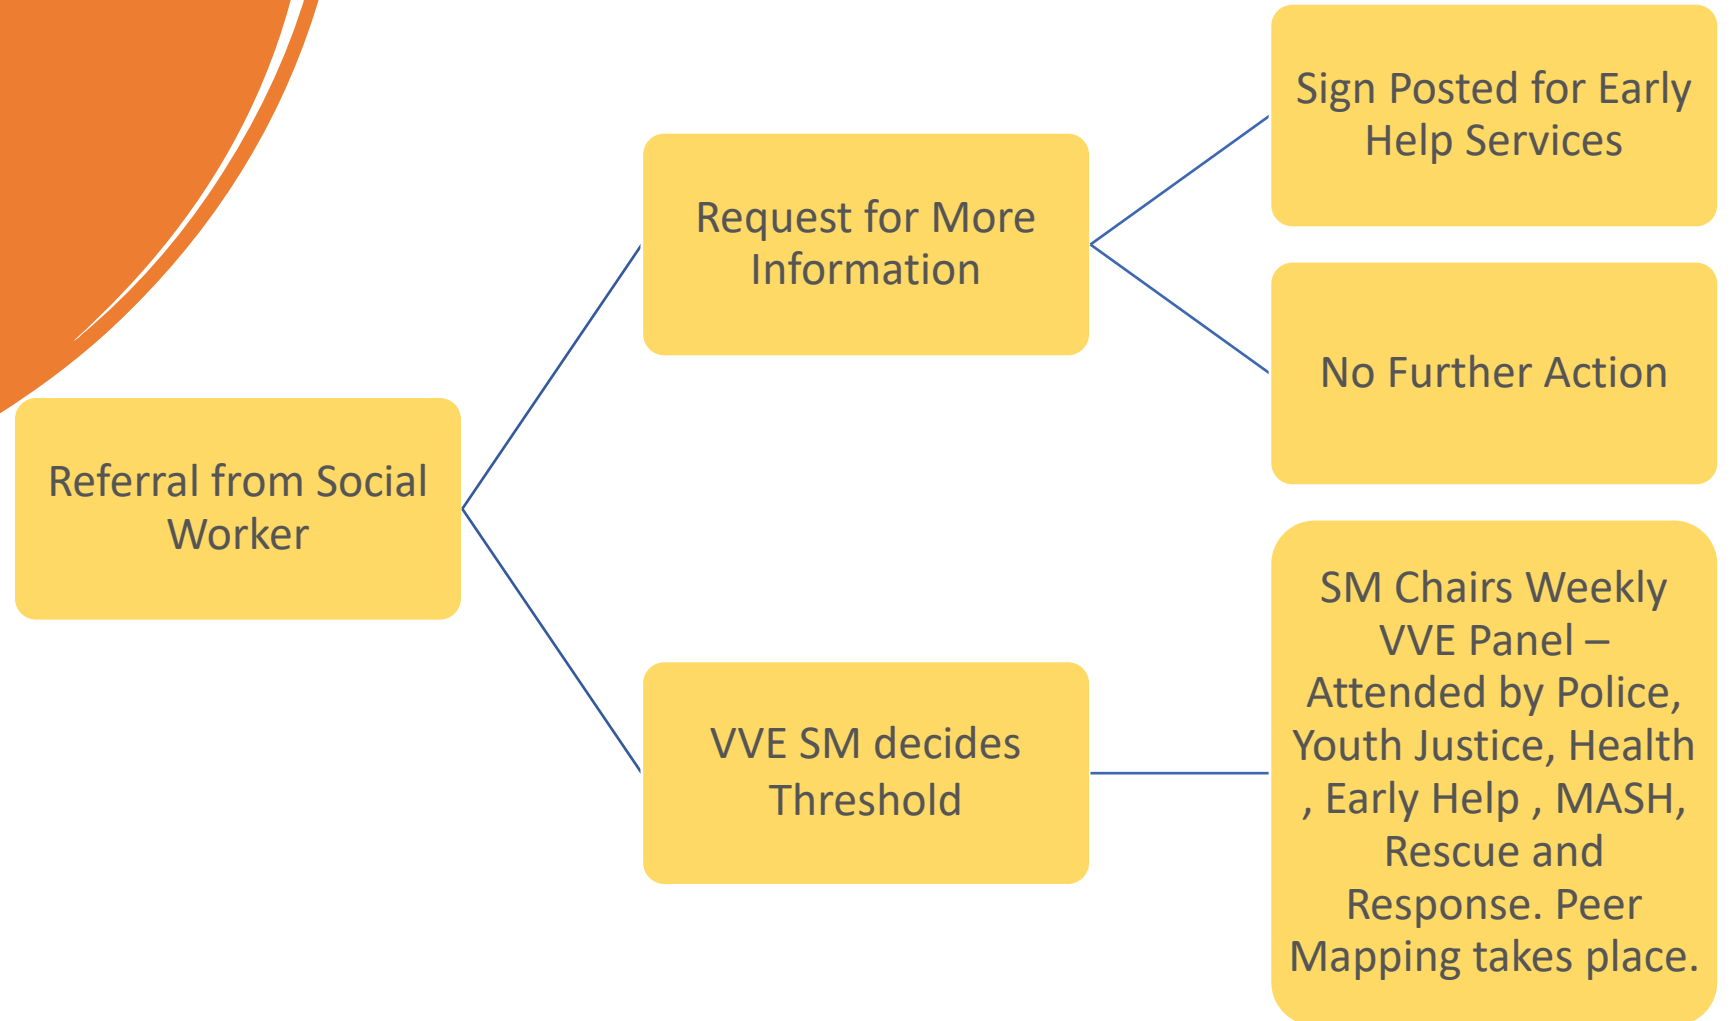 Referral from Social
Worker
Request for More
Information
VVE SM decides
Threshold
Sign Posted for Early
Help Services
No Further Action
SM Chairs Weekly
VVE Panel –
Attended by Police,
Youth Justice, Health
, Early Help , MASH,
Rescue and
Response. Peer
Mapping takes place.